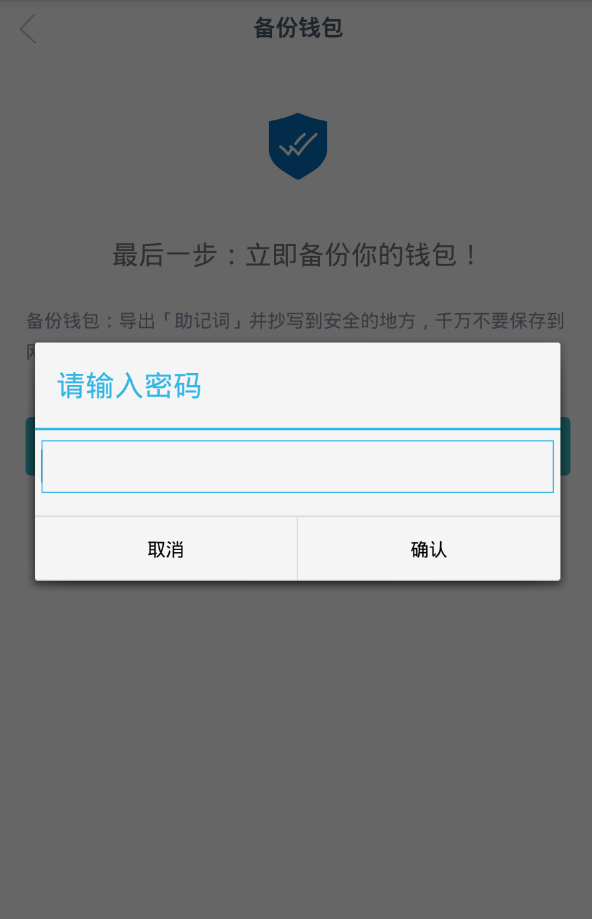 备份钱包
最后一步：立即备份你的钱包！
备份钱包：导出「助记词」并抄写到安全的地方，千万不要保存到
请输入密码
取消
确认